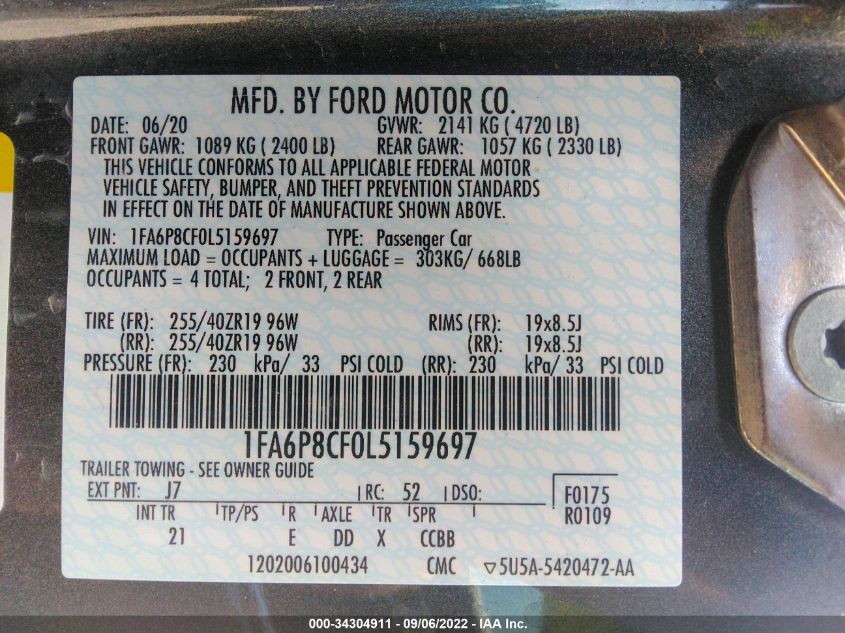 MFD. BY FORD MOTOR CO.
DATE: 06/20 GVWR: 2141 KG ( 4720 LB)
FRONT GAWR: 1089 KG ( 2400 LB) REAR GAWR: 1057 KG ( 2330 LB)
THIS VEHICLE CONFORMS TO ALL APPLICABLE FEDERAL MOTOR
VEHICLE SAFETY, BUMPER, AND THEFT PREVENTION STANDARDS
IN EFFECT ON THE DATE OF MANUFACTURE SHOWN ABOVE.
VIN: 1FA6P8CF0L5159697 TYPE: Passenger Car
MAXIMUM LOAD = OCCUPANTS + LUGGAGE = 303KG/ 668LB
OCCUPANTS = 4 TOTAL; 2 FRONT, 2 REAR
TIRE (FR): 255/40ZR19 96W RIMS (FR): 19x8.5J
(RR): 255/40ZR19 96W (RR): 19x8.5J
PRESSURE (FR): 230 kPa/ 33 PSI COLD (RR): 230 kPa/ 33 PSI COLD
1FA6P8CF0L5159697
TRAILER TOWING - SEE OWNER GUIDE
EXT PNT: J7 RC: 52 DSO: F0175
INT TR TP/PS R AXLE TR SPR R0109
21 E DD X CCBB
1202006100434 CMC ▽5U5A-5420472-AA
000-34304911 - 09/06/2022 - IAA Inc.